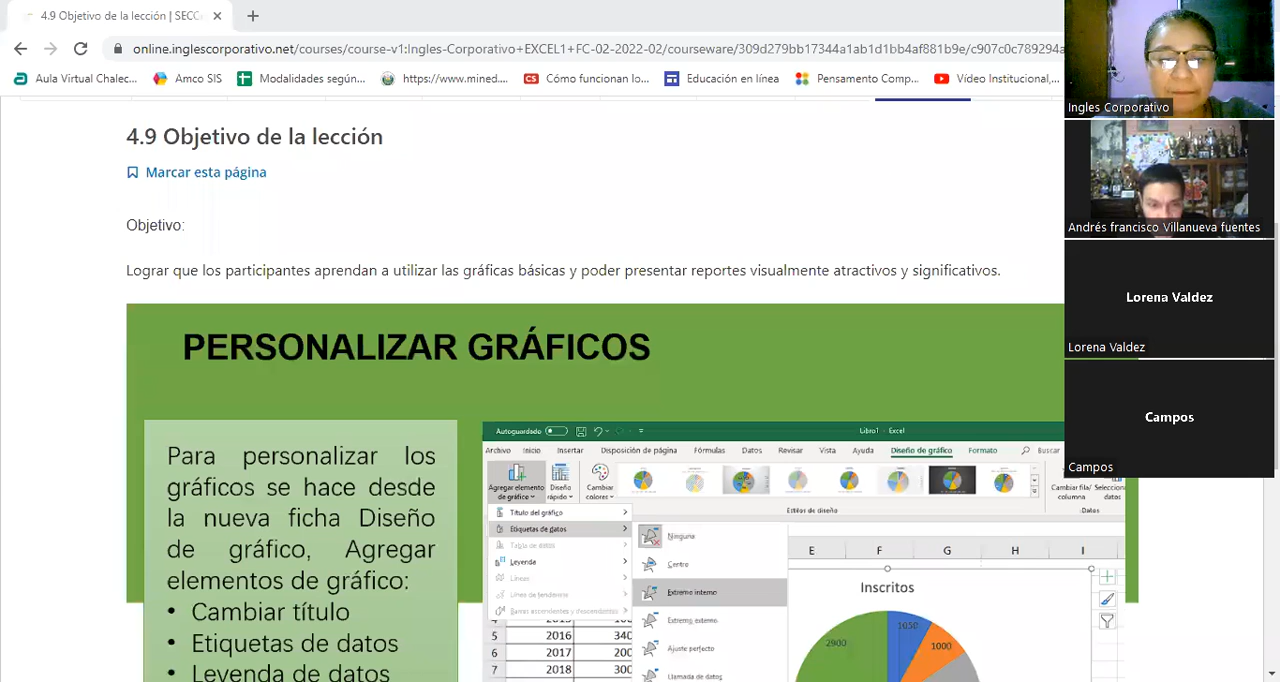 4.9 Objetivo de la lección | SECC
online.inglescorporativo.net/courses/course-v1:Ingles-Corporativo+EXCEL1+FC-02-2022-02/courseware/309d279bb17344a1ab1d1bb4af881b9e/c907c0c789294a
Aula Virtual Chalec... Amco SIS Modalidades según... https://www.mined.... Cómo funcionan lo... Educación en línea Pensamento Comp... Vídeo Institucional,...
4.9 Objetivo de la lección
Marcar esta página
Objetivo:
Lograr que los participantes aprendan a utilizar las gráficas básicas y poder presentar reportes visualmente atractivos y significativos.
PERSONALIZAR GRÁFICOS
Para personalizar los
gráficos se hace desde
la nueva ficha Diseño
de gráfico, Agregar
elementos de gráfico:
• Cambiar título
• Etiquetas de datos
• Leyenda de datos
Autoguardado Libro1 - Excel
Archivo Inicio Insertar Disposición de página Fórmulas Datos Revisar Vista Ayuda Diseño de gráfico Formato Buscar
Agregar elemento de gráfico
Diseño rápido
Cambiar colores
Estilos de diseño
Cambiar fila/ columna
Seleccion datos
Datos
Título del gráfico
Etiquetas de datos
Tabla de datos
Leyenda
Líneas
Línea de tendencia
Barras ascendentes y descendentes
Ninguna
Centro
Extremo interno
Extremo externo
Ajuste perfecto
Llamada de datos
E F G H I
5 2016 340
6 2017 200
7 2018 300
Inscritos
2900
1050
1000
Ingles Corporativo
Andrés francisco Villanueva fuentes
Lorena Valdez
Lorena Valdez
Campos
Campos